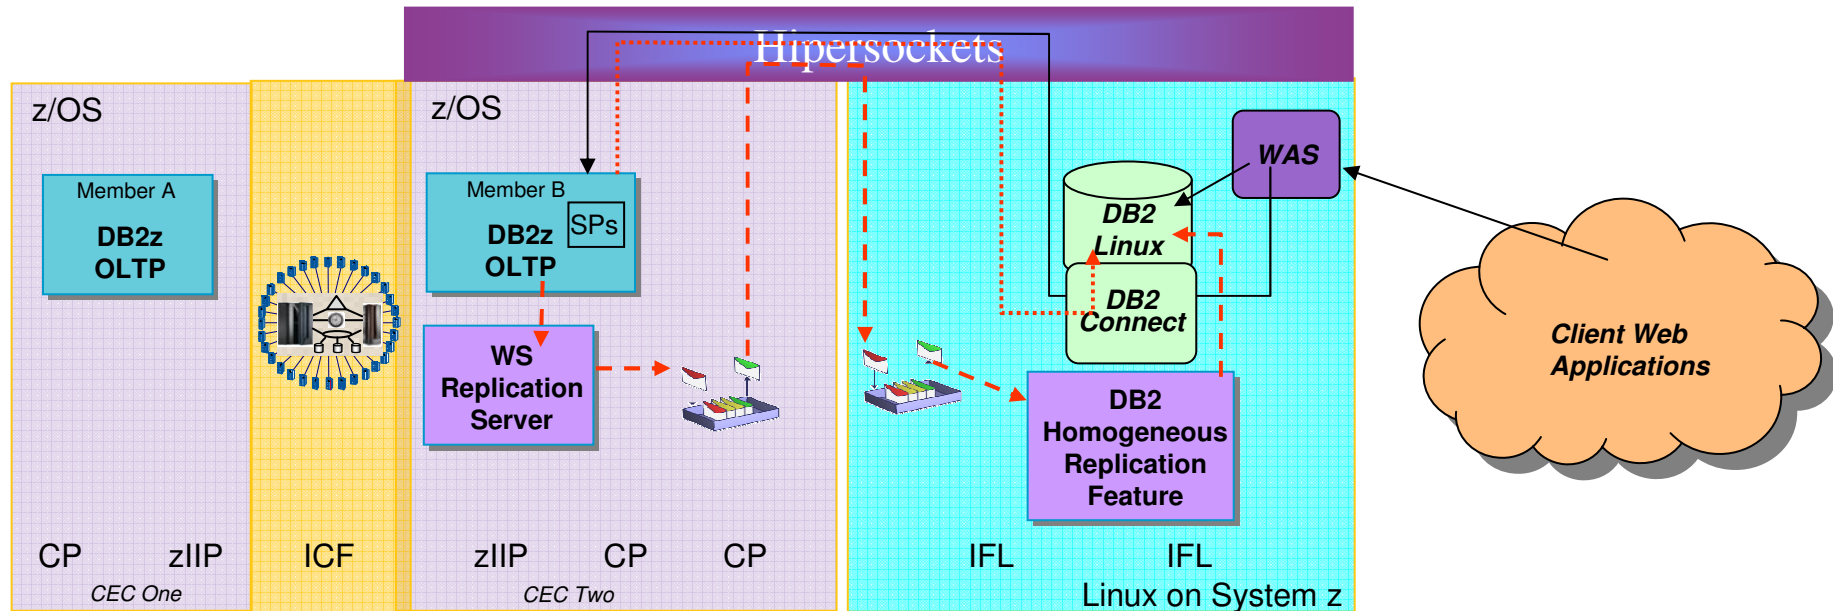 Hipersockets
z/OS
Member A
DB2z
OLTP
CP
zIIP
CEC One
ICF
z/OS
Member B
SPs
DB2z
OLTP
WS
Replication
Server
zIIP
CP
CP
CEC Two
WAS
DB2
Linux
DB2
Connect
DB2
Homogeneous
Replication
Feature
IFL
IFL
Linux on System z
Client Web
Applications